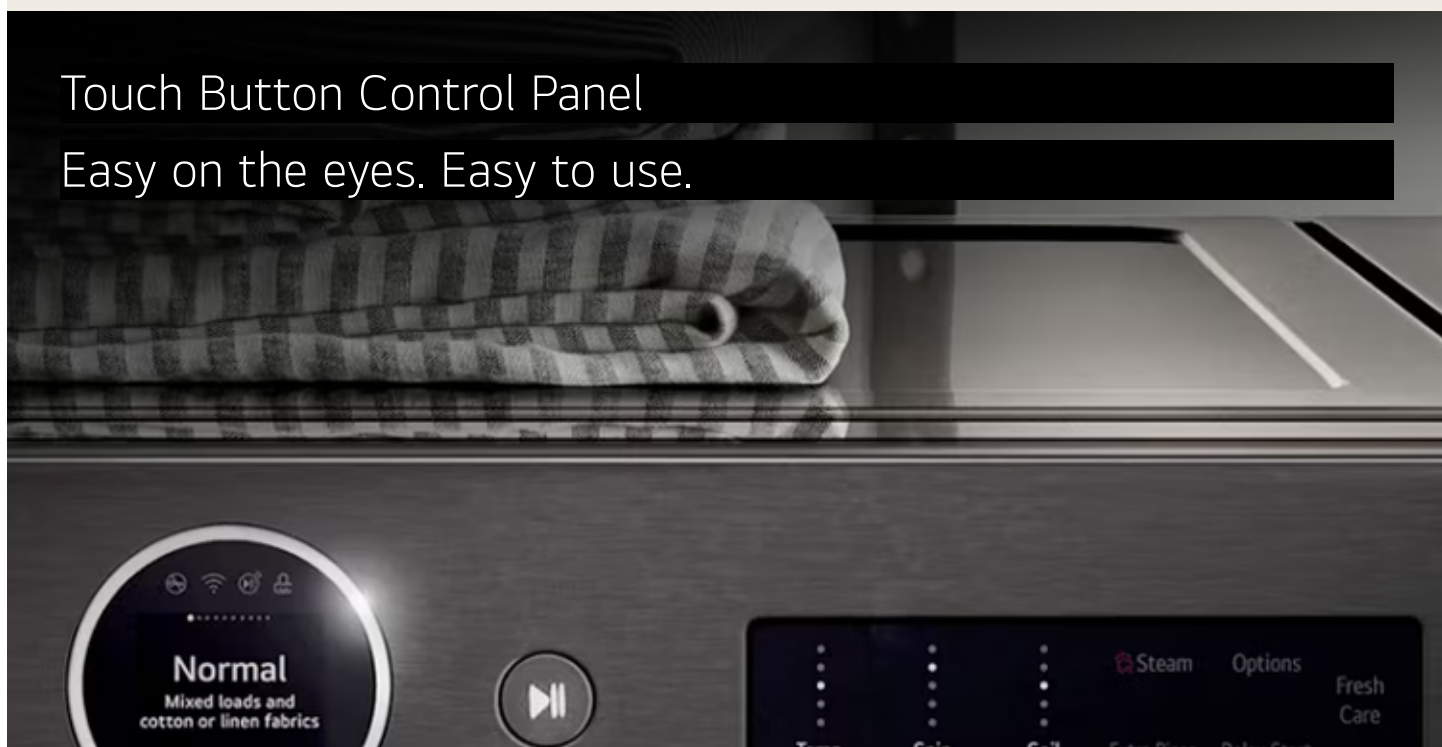 Touch Button Control Panel
Easy on the eyes. Easy to use.
Normal
Mixed loads and
cotton or linen fabrics
Steam Options
Fresh
Care